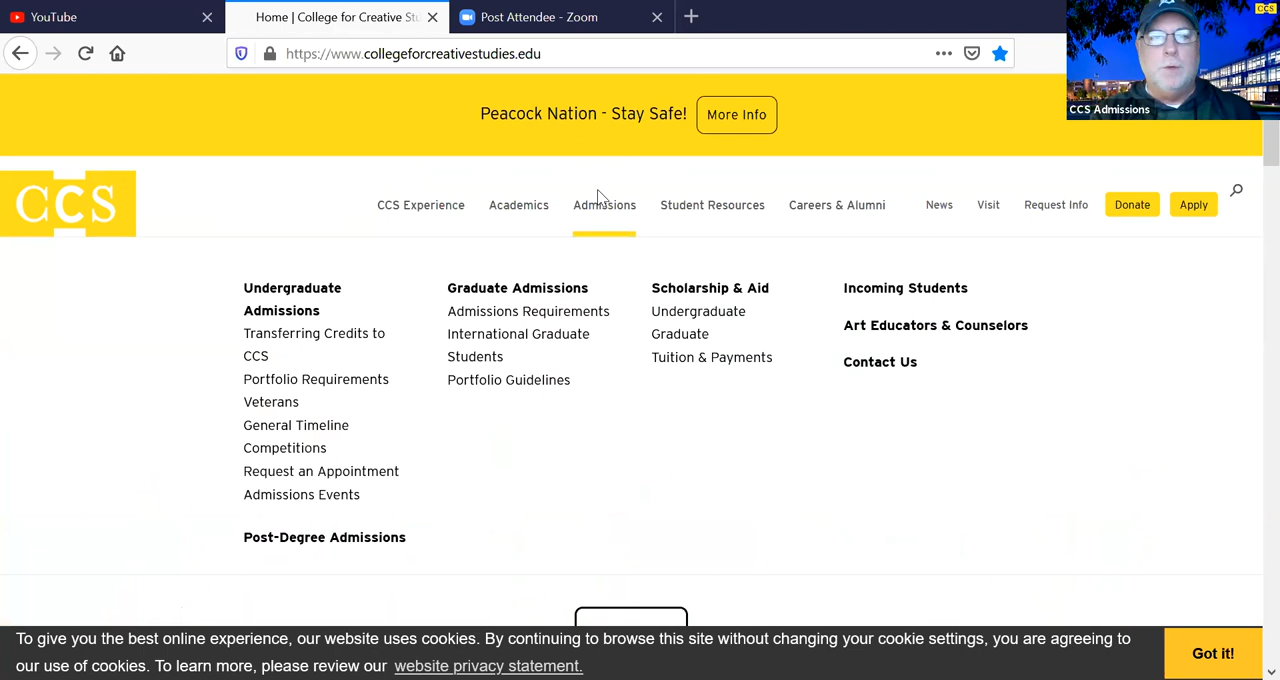 YouTube
Home | College for Creative Stu
Post Attendee - Zoom
https://www.collegeforcreativestudies.edu
CCS
CCS Admissions
Peacock Nation - Stay Safe!
More Info
CCS
CCS Experience
Academics
Admissions
Student Resources
Careers & Alumni
News
Visit
Request Info
Donate
Apply
Undergraduate
Admissions
Transferring Credits to
CCS
Portfolio Requirements
Veterans
General Timeline
Competitions
Request an Appointment
Admissions Events
Post-Degree Admissions
Graduate Admissions
Admissions Requirements
International Graduate
Students
Portfolio Guidelines
Scholarship & Aid
Undergraduate
Graduate
Tuition & Payments
Incoming Students
Art Educators & Counselors
Contact Us
To give you the best online experience, our website uses cookies. By continuing to browse this site without changing your cookie settings, you are agreeing to
our use of cookies. To learn more, please review our website privacy statement.
Got it!